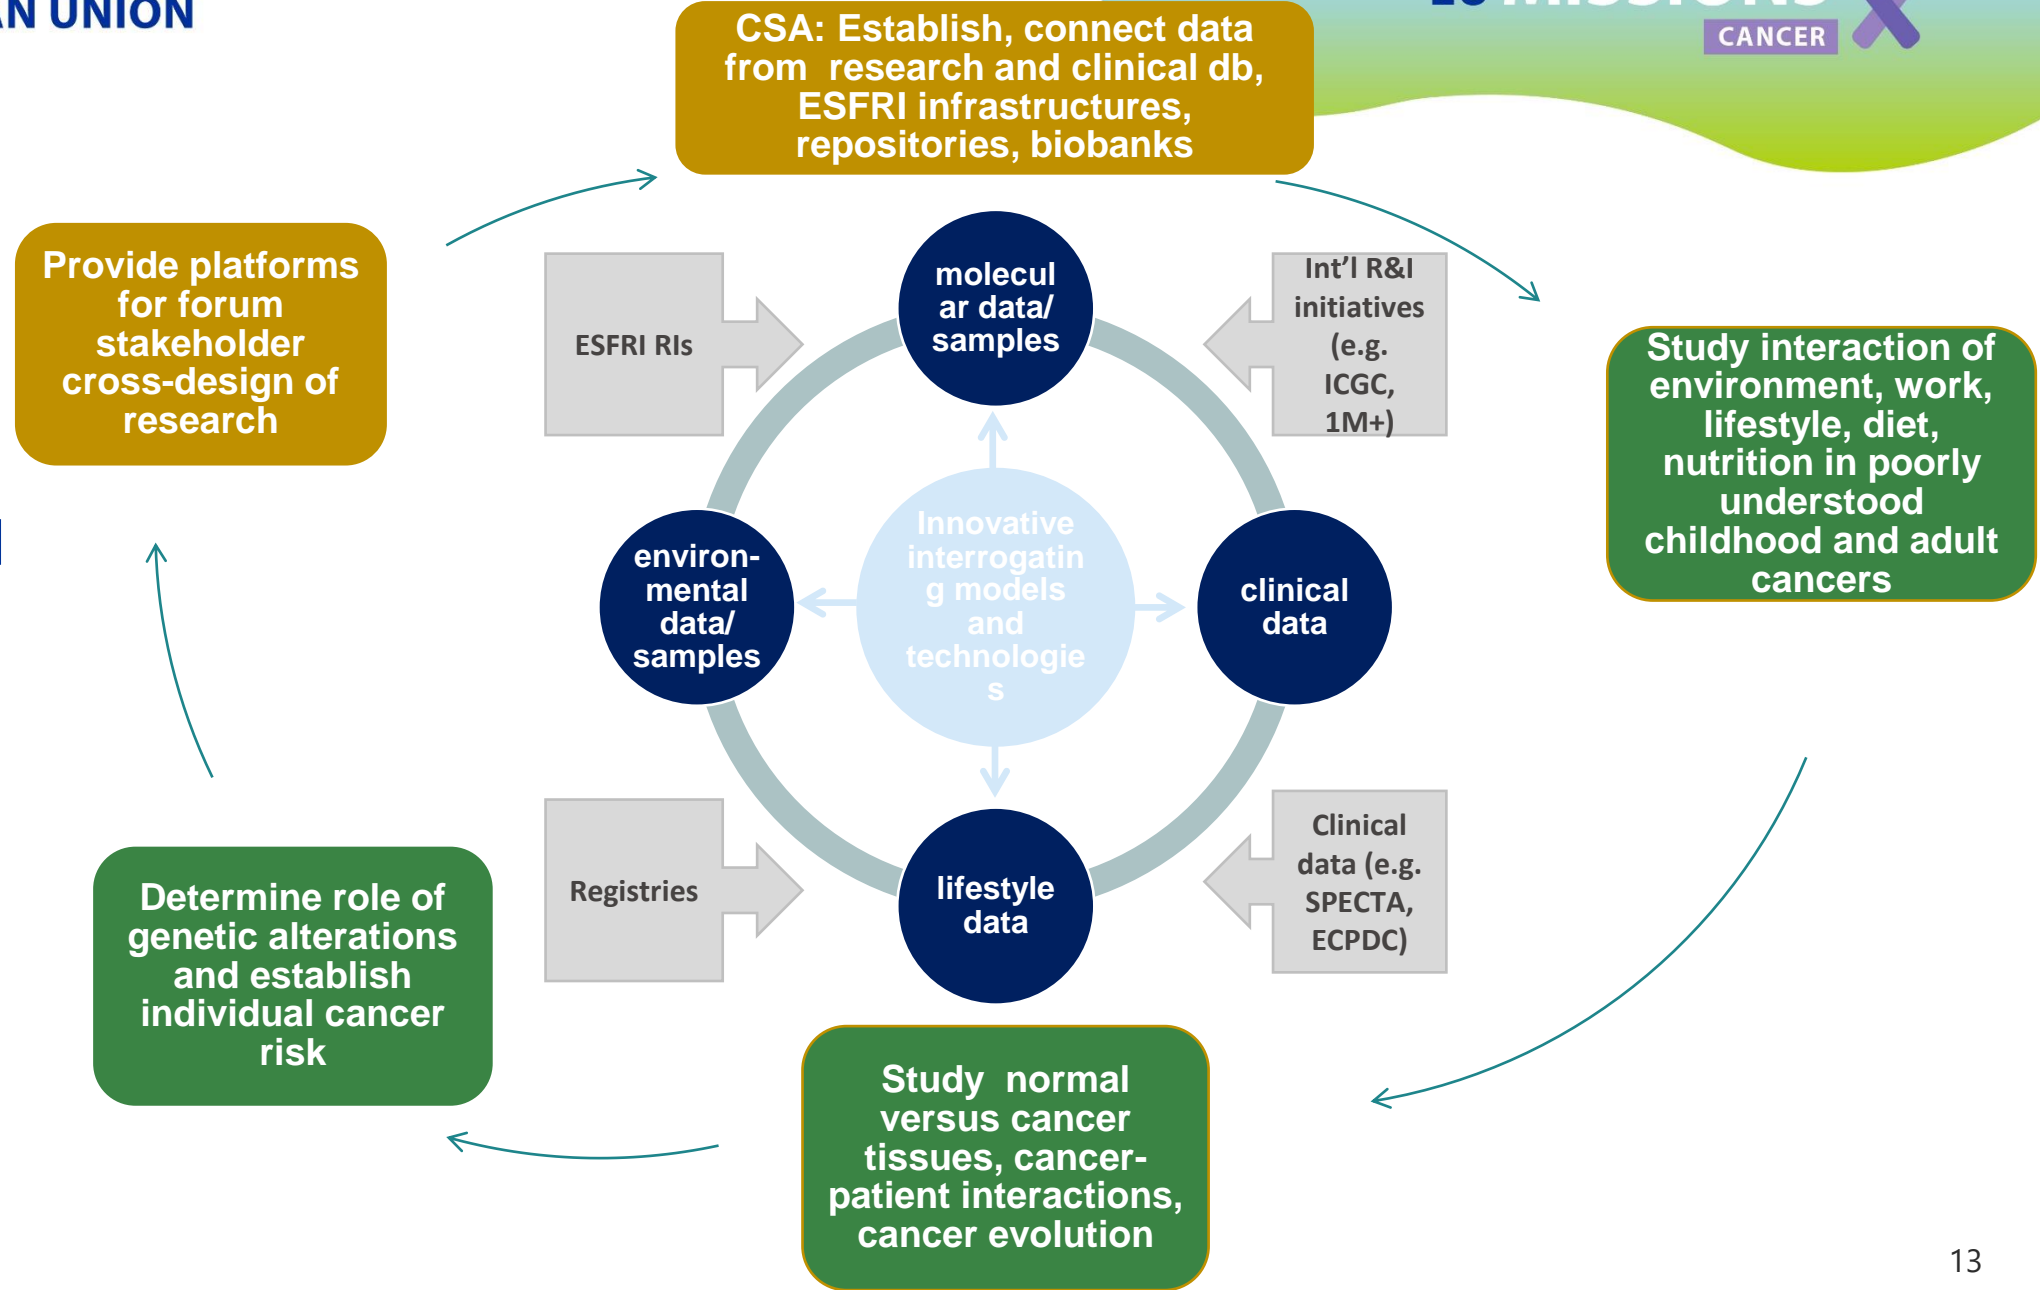 UNION
MISSIONS
CANCER
CSA: Establish, connect data
from research and clinical db,
ESFRI infrastructures,
repositories, biobanks
Provide platforms
for forum
stakeholder
cross-design of
research
ESFRI RIs
molecul
ar data/
samples
Int'l R&I
initiatives
(e.g.
ICGC,
1M+)
Study interaction of
environment, work,
lifestyle, diet,
nutrition in poorly
understood
childhood and adult
cancers
environ-
mental
data/
samples
Innovative
interrogatin
g models
and
technologie
s
clinical
data
Registries
lifestyle
data
Clinical
data (e.g.
SPECTA,
ECPDC)
Determine role of
genetic alterations
and establish
individual cancer
risk
Study normal
versus cancer
tissues, cancer-
patient interactions,
cancer evolution
13